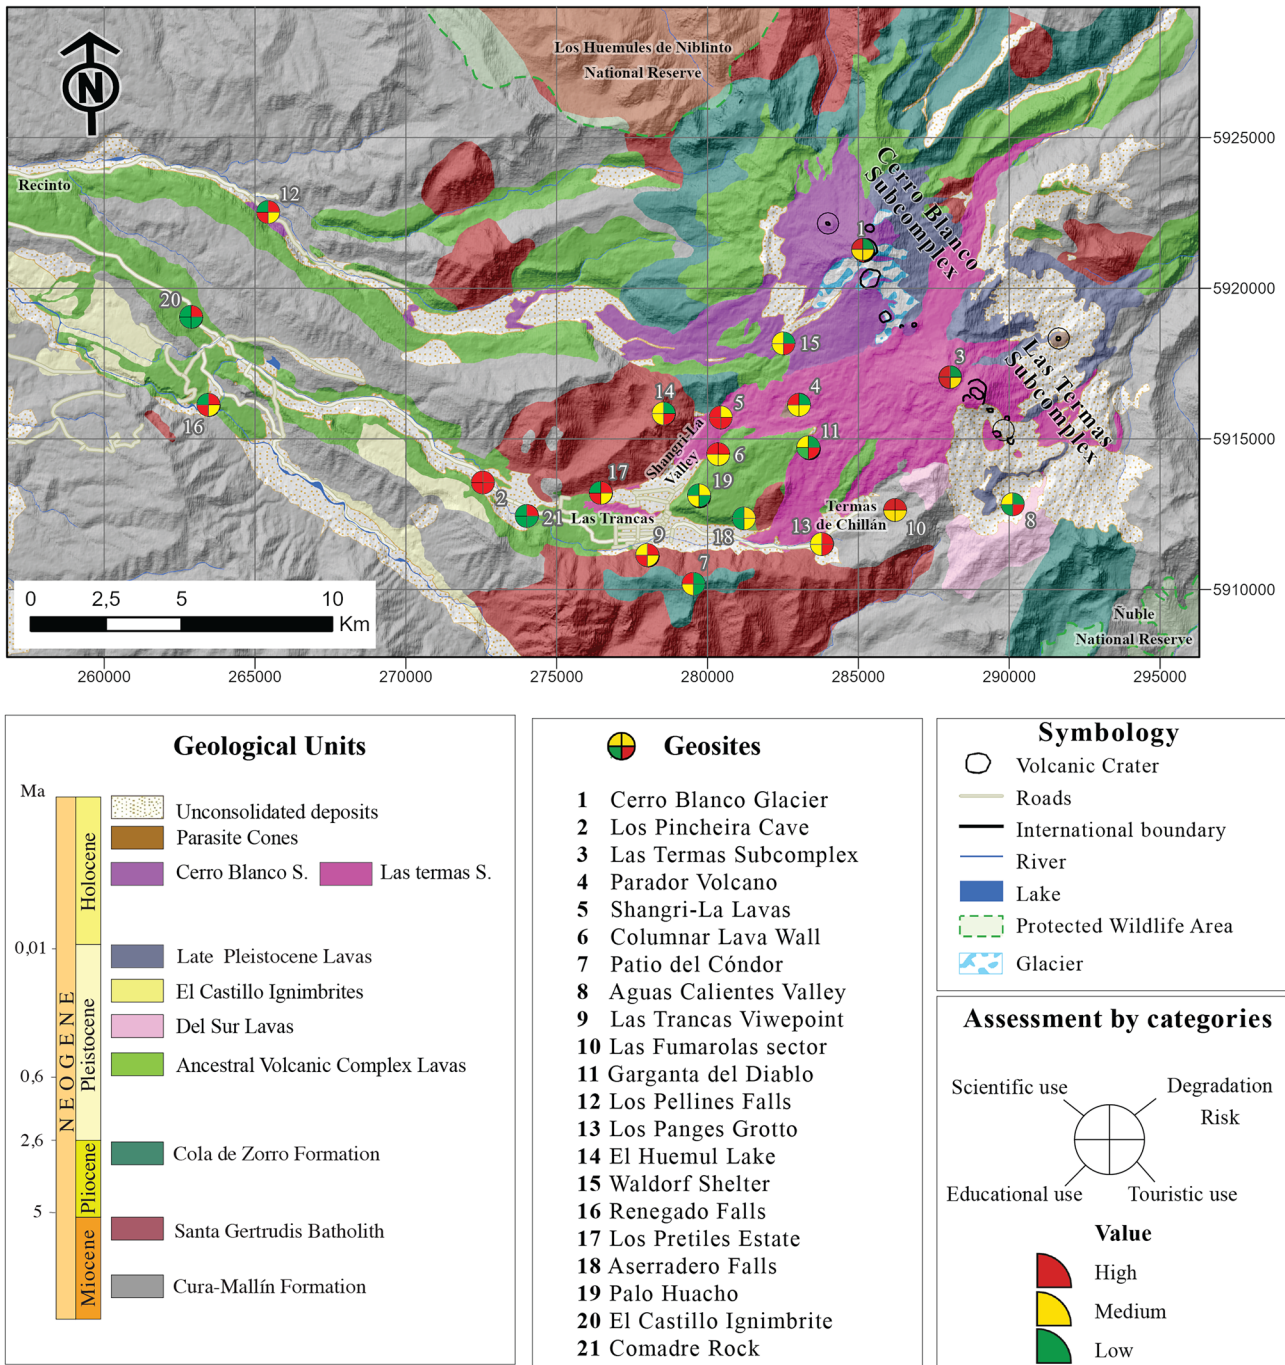 Los Huemules de Niblinto
National Reserve
N
5925000
Recinto
12
Cerro Blanco
Subcomplex
1
5920000
20
15
3
Las Termas
Subcomplex
14
5
4
16
Shangri-La
Valley
6
11
5915000
17
19
2
21
Las Trancas
18
Termas
de Chillán
13
10
8
9
7
5910000
0
2,5
5
10
Km
Ñuble
National Reserve
260000
265000
270000
275000
280000
285000
290000
295000
Geological Units
Ma
NEOGENE
Holocene
Pleistocene
Pliocene
Miocene
0,01
0,6
2,6
5
Unconsolidated deposits
Parasite Cones
Cerro Blanco S.
Las termas S.
Late Pleistocene Lavas
El Castillo Ignimbrites
Del Sur Lavas
Ancestral Volcanic Complex Lavas
Cola de Zorro Formation
Santa Gertrudis Batholith
Cura-Mallín Formation
Geosites
1 Cerro Blanco Glacier
2 Los Pincheira Cave
3 Las Termas Subcomplex
4 Parador Volcano
5 Shangri-La Lavas
6 Columnar Lava Wall
7 Patio del Cóndor
8 Aguas Calientes Valley
9 Las Trancas Viwepoint
10 Las Fumarolas sector
11 Garganta del Diablo
12 Los Pellines Falls
13 Los Panges Grotto
14 El Huemul Lake
15 Waldorf Shelter
16 Renegado Falls
17 Los Pretiles Estate
18 Aserradero Falls
19 Palo Huacho
20 El Castillo Ignimbrite
21 Comadre Rock
Symbology
Volcanic Crater
Roads
International boundary
River
Lake
Protected Wildlife Area
Glacier
Assessment by categories
Scientific use
Degradation
Risk
Educational use
Touristic use
Value
High
Medium
Low